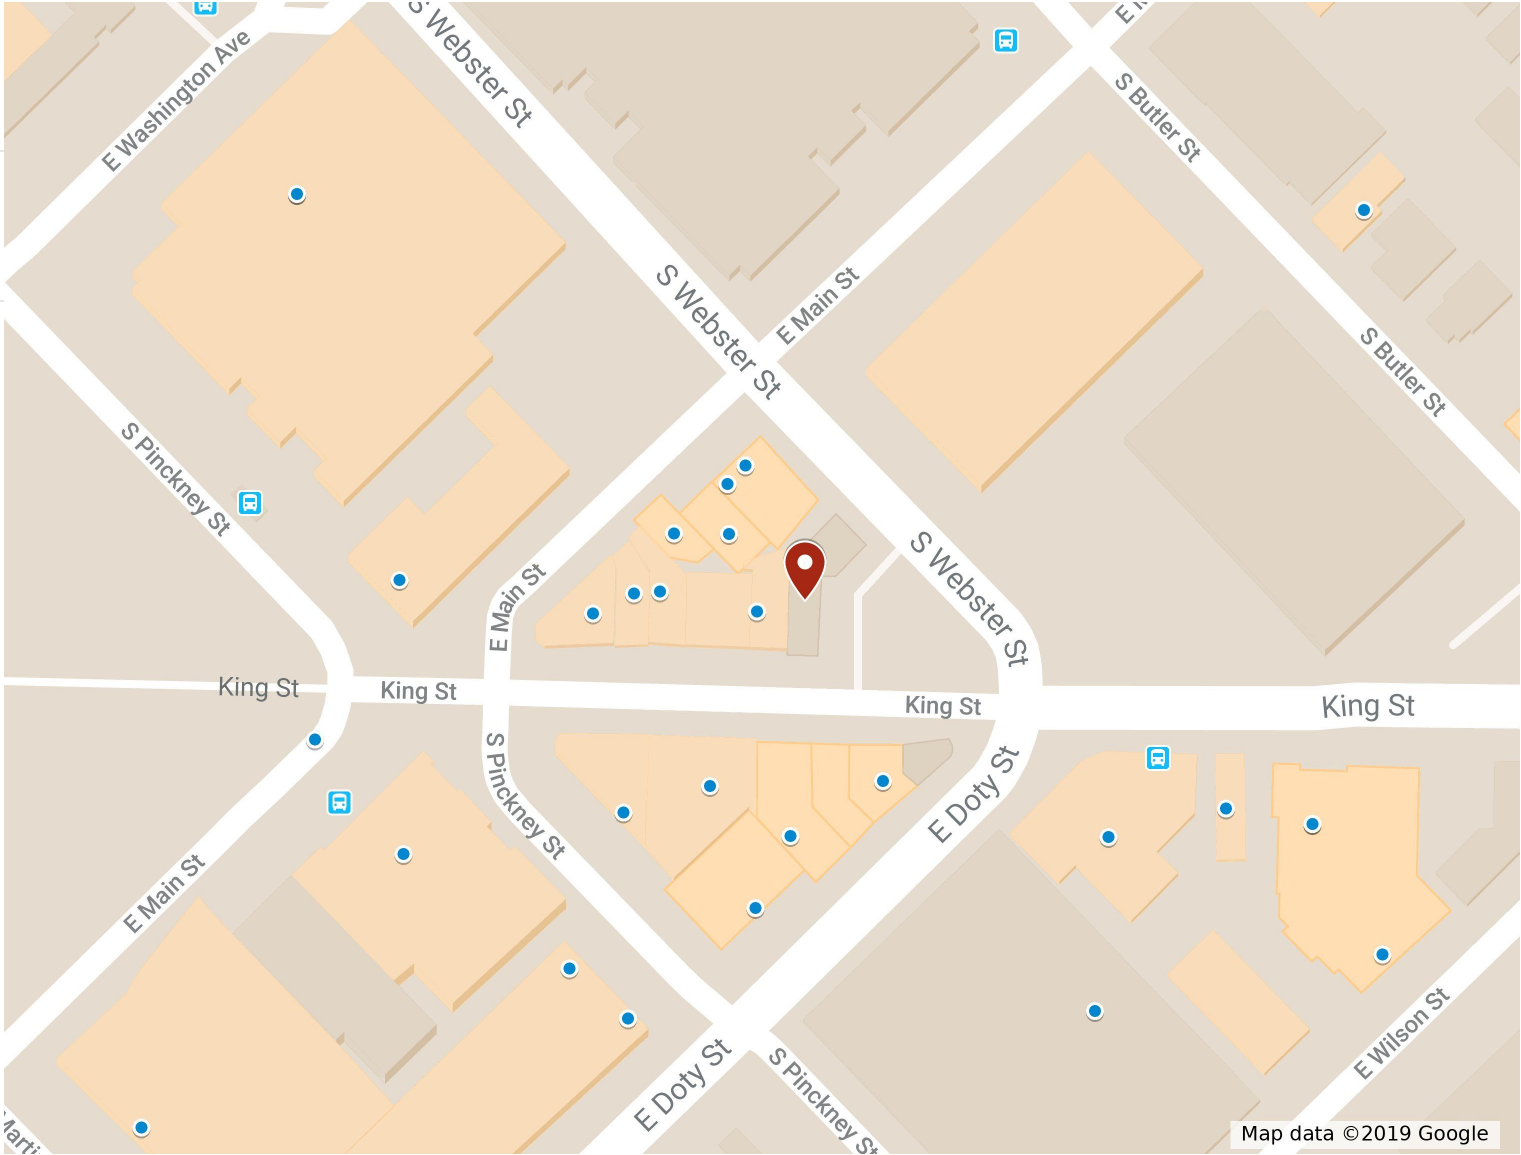 S Webster St
E M
E Washington Ave
S Butler St
E Main St
S Webster St
S Butler St
S Pinckney St
E Main St
S Webster St
King St
King St
King St
King St
S Pinckney St
E Doty St
E Main St
E Wilson St
E Doty St
S Pinckney St
Marti
Map data ©2019 Google